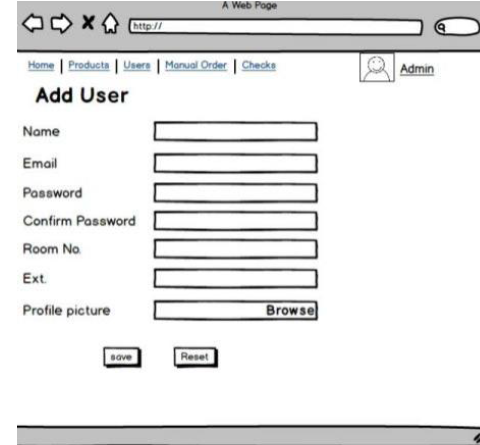 A Web Page
http://
Home | Products | Users | Manual Order | Checks
Admin
Add User
Name
Email
Password
Confirm Password
Room No.
Ext.
Profile picture Browse
save Reset